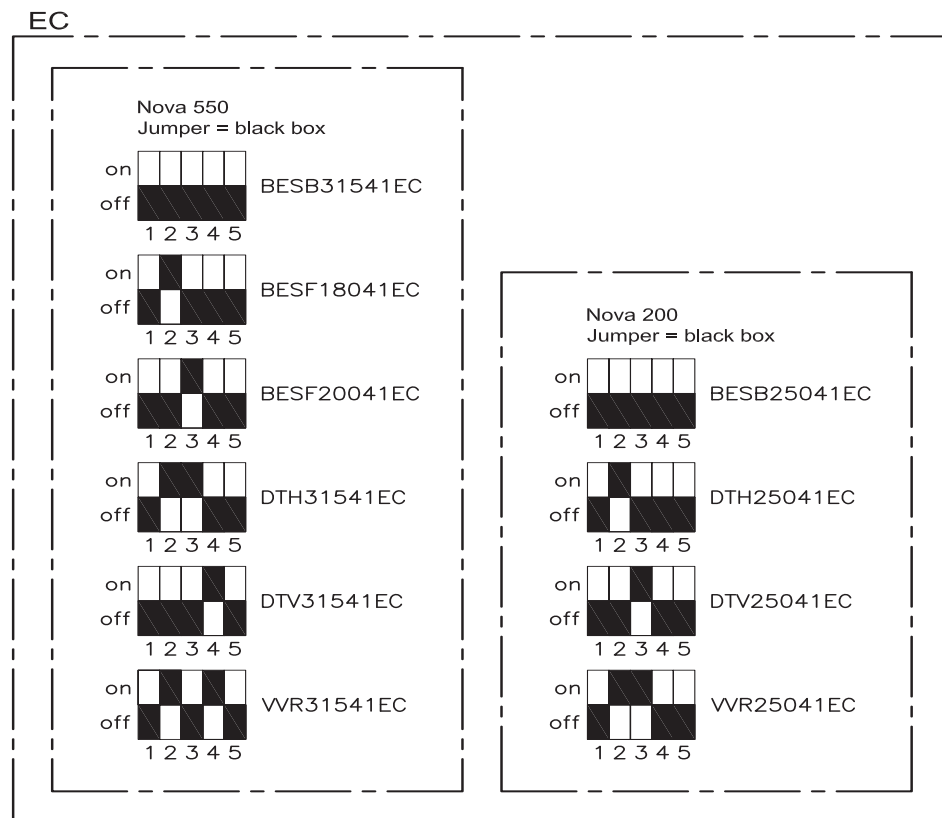 EC
Nova 550
Jumper = black box
on
off
BESB31541EC
1 2 3 4 5
on
off
BESF18041EC
1 2 3 4 5
on
off
BESF20041EC
1 2 3 4 5
on
off
DTH31541EC
1 2 3 4 5
on
off
DTV31541EC
1 2 3 4 5
on
off
VVR31541EC
1 2 3 4 5
Nova 200
Jumper = black box
on
off
BESB25041EC
1 2 3 4 5
on
off
DTH25041EC
1 2 3 4 5
on
off
DTV25041EC
1 2 3 4 5
on
off
VVR25041EC
1 2 3 4 5